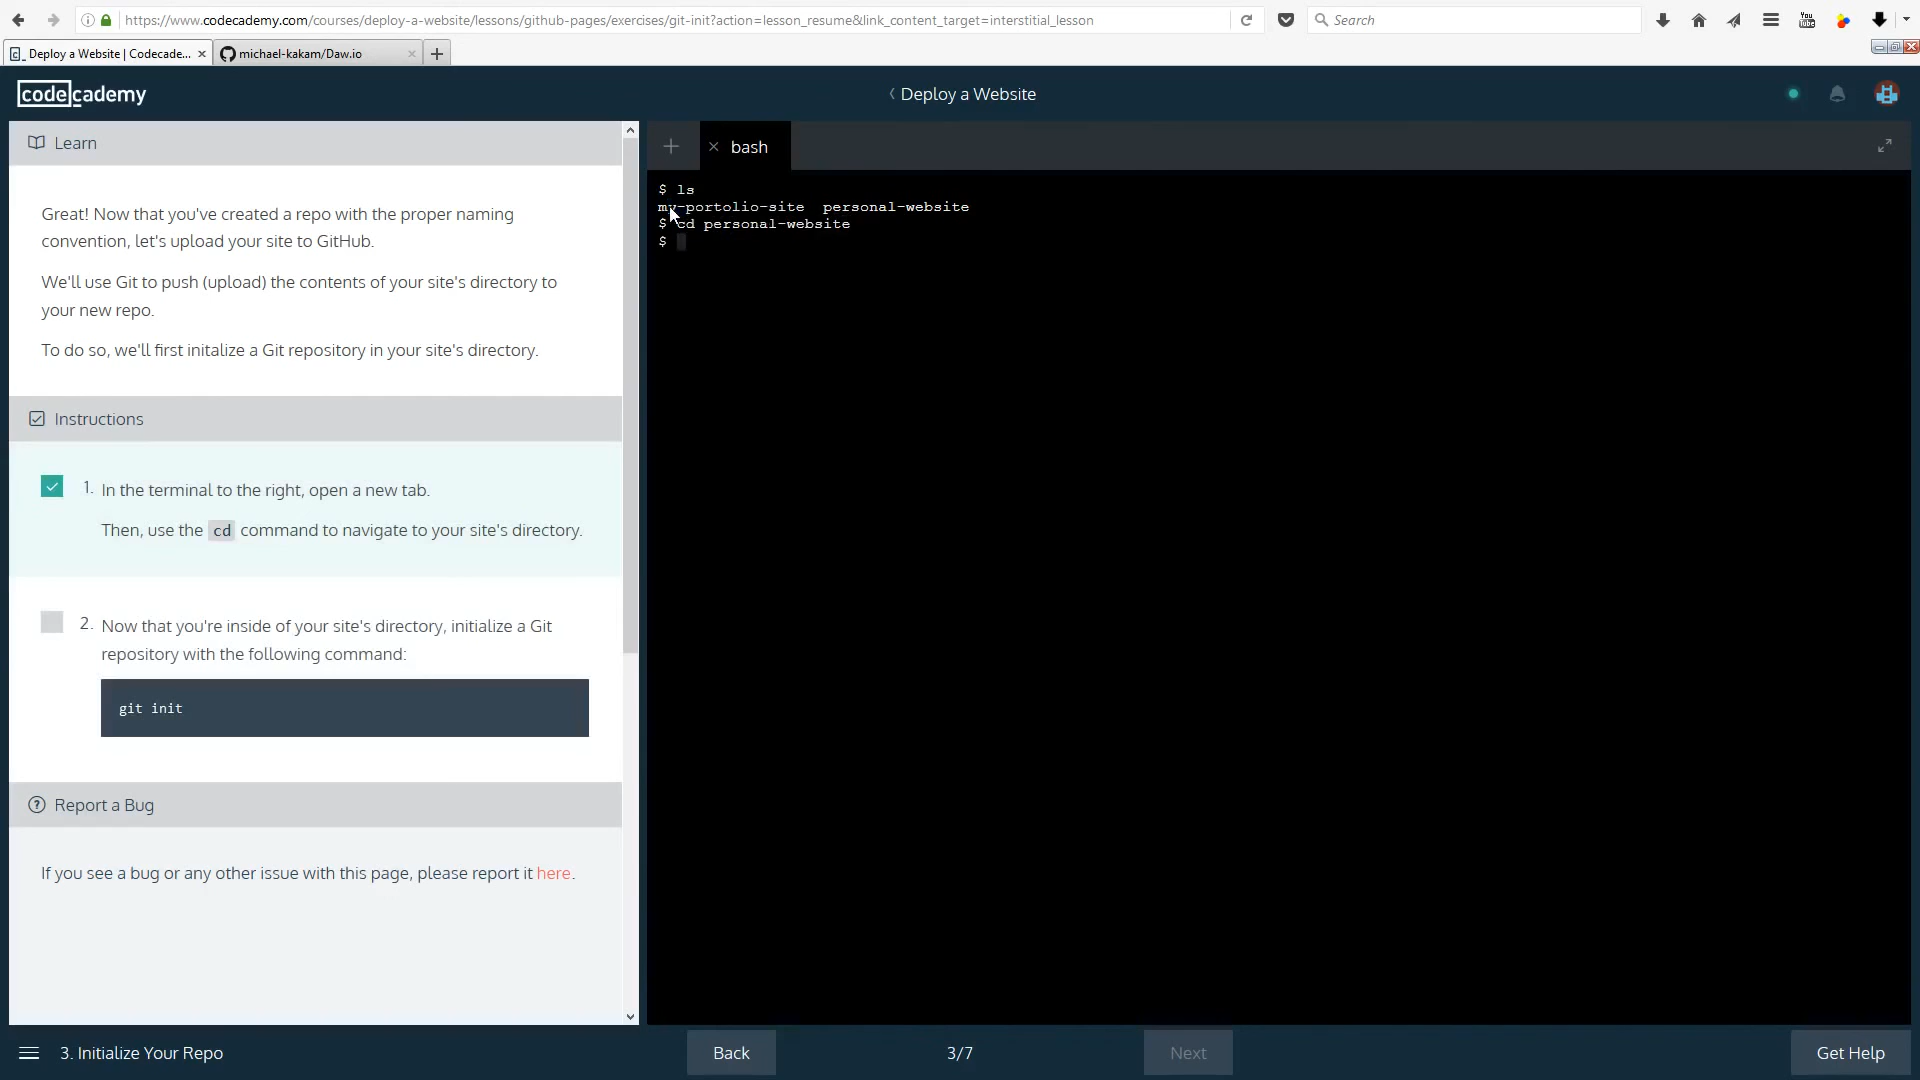 https://www.codecademy.com/courses/deploy-a-website/lessons/github-pages/exercises/git-init?action=lesson_resume&link_content_target=interstitial_lesson
Search
Deploy a Website | Codecade...
michael-kakam/Daw.io
codecademy
Deploy a Website
Learn
bash
Great! Now that you've created a repo with the proper naming
convention, let's upload your site to GitHub.
We'll use Git to push (upload) the contents of your site's directory to
your new repo.
To do so, we'll first initalize a Git repository in your site's directory.
Instructions
1. In the terminal to the right, open a new tab.
Then, use the cd command to navigate to your site's directory.
2. Now that you're inside of your site's directory, initialize a Git
repository with the following command:
git init
Report a Bug
If you see a bug or any other issue with this page, please report it here.
$ ls
my-portolio-site personal-website
$ cd personal-website
$
3. Initialize Your Repo
Back
3/7
Next
Get Help